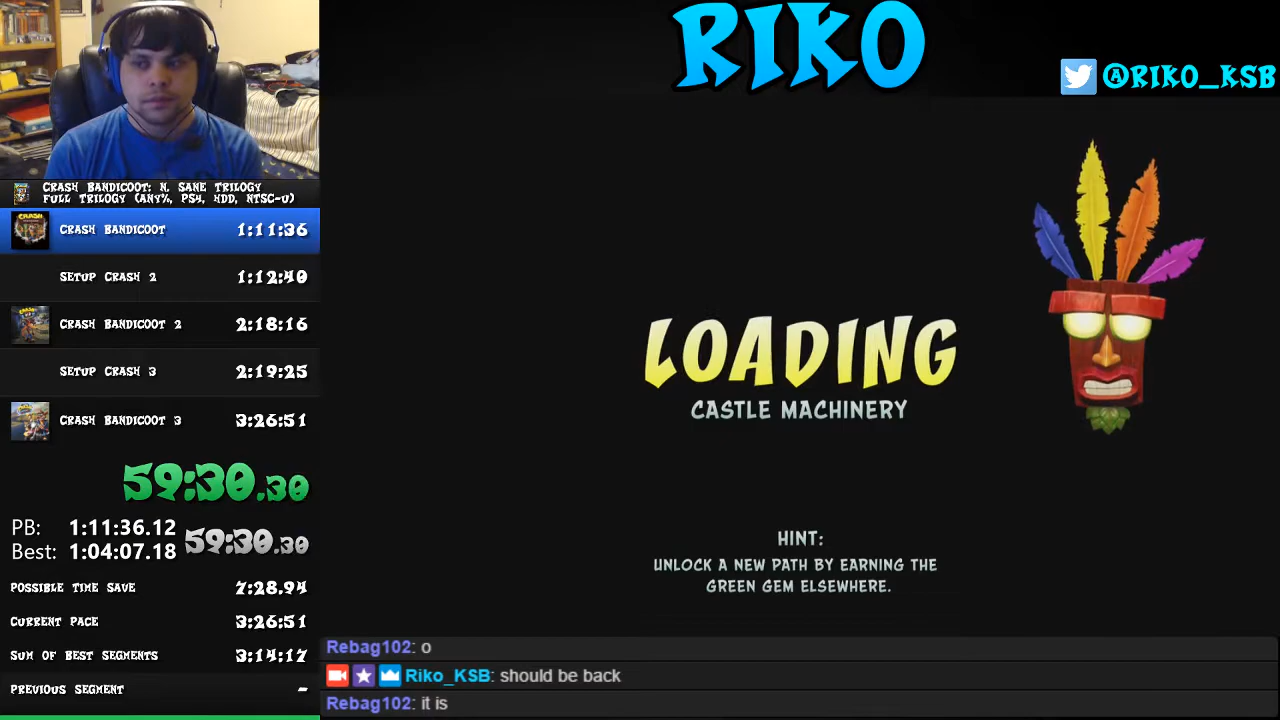 RIKO
@RIKO_KSB
CRASH BANDICOOT: N. SANE TRILOGY
FULL TRILOGY (ANY%, PS4, HDD, NTSC-U)
CRASH BANDICOOT 1:11:36
SETUP CRASH 2 1:12:40
CRASH BANDICOOT 2 2:18:16
SETUP CRASH 3 2:19:25
CRASH BANDICOOT 3 3:26:51
59:30.30
PB: 1:11:36.12
Best: 1:04:07.18
59:30.30
POSSIBLE TIME SAVE 7:28.94
CURRENT PACE 3:26:51
SUM OF BEST SEGMENTS 3:14:17
PREVIOUS SEGMENT –
LOADING
CASTLE MACHINERY
HINT:
UNLOCK A NEW PATH BY EARNING THE
GREEN GEM ELSEWHERE.
Rebag102: o
Riko_KSB: should be back
Rebag102: it is